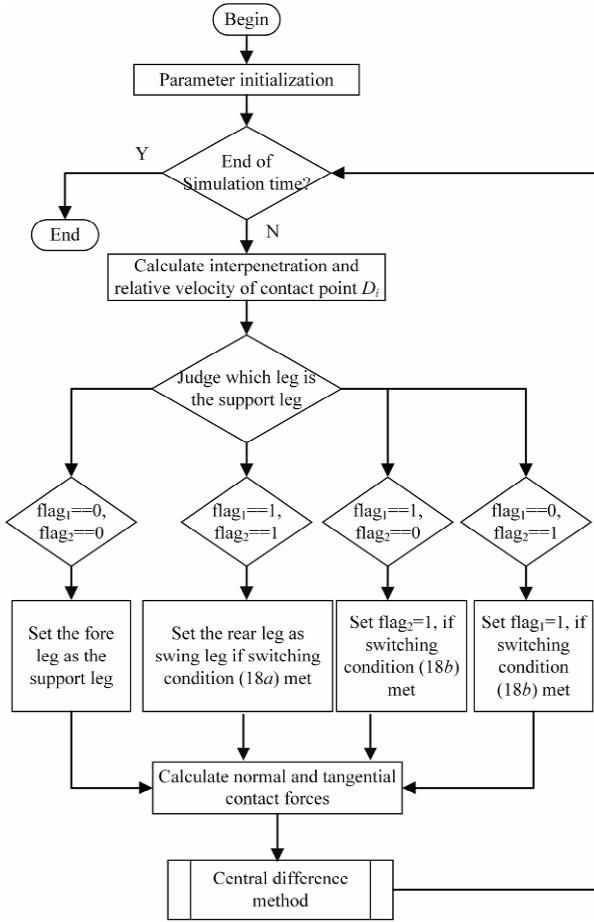 Begin
Parameter initialization
End of
Simulation time?
Y
N
End
Calculate interpenetration and
relative velocity of contact point Dᵢ
Judge which leg is
the support leg
flag₁==0,
flag₂==0
flag₁==1,
flag₂==1
flag₁==1,
flag₂==0
flag₁==0,
flag₂==1
Set the fore
leg as the
support leg
Set the rear leg as
swing leg if switching
condition (18a) met
Set flag₂=1, if
switching
condition (18b)
met
Set flag₁=1, if
switching
condition
(18b) met
Calculate normal and tangential
contact forces
Central difference
method